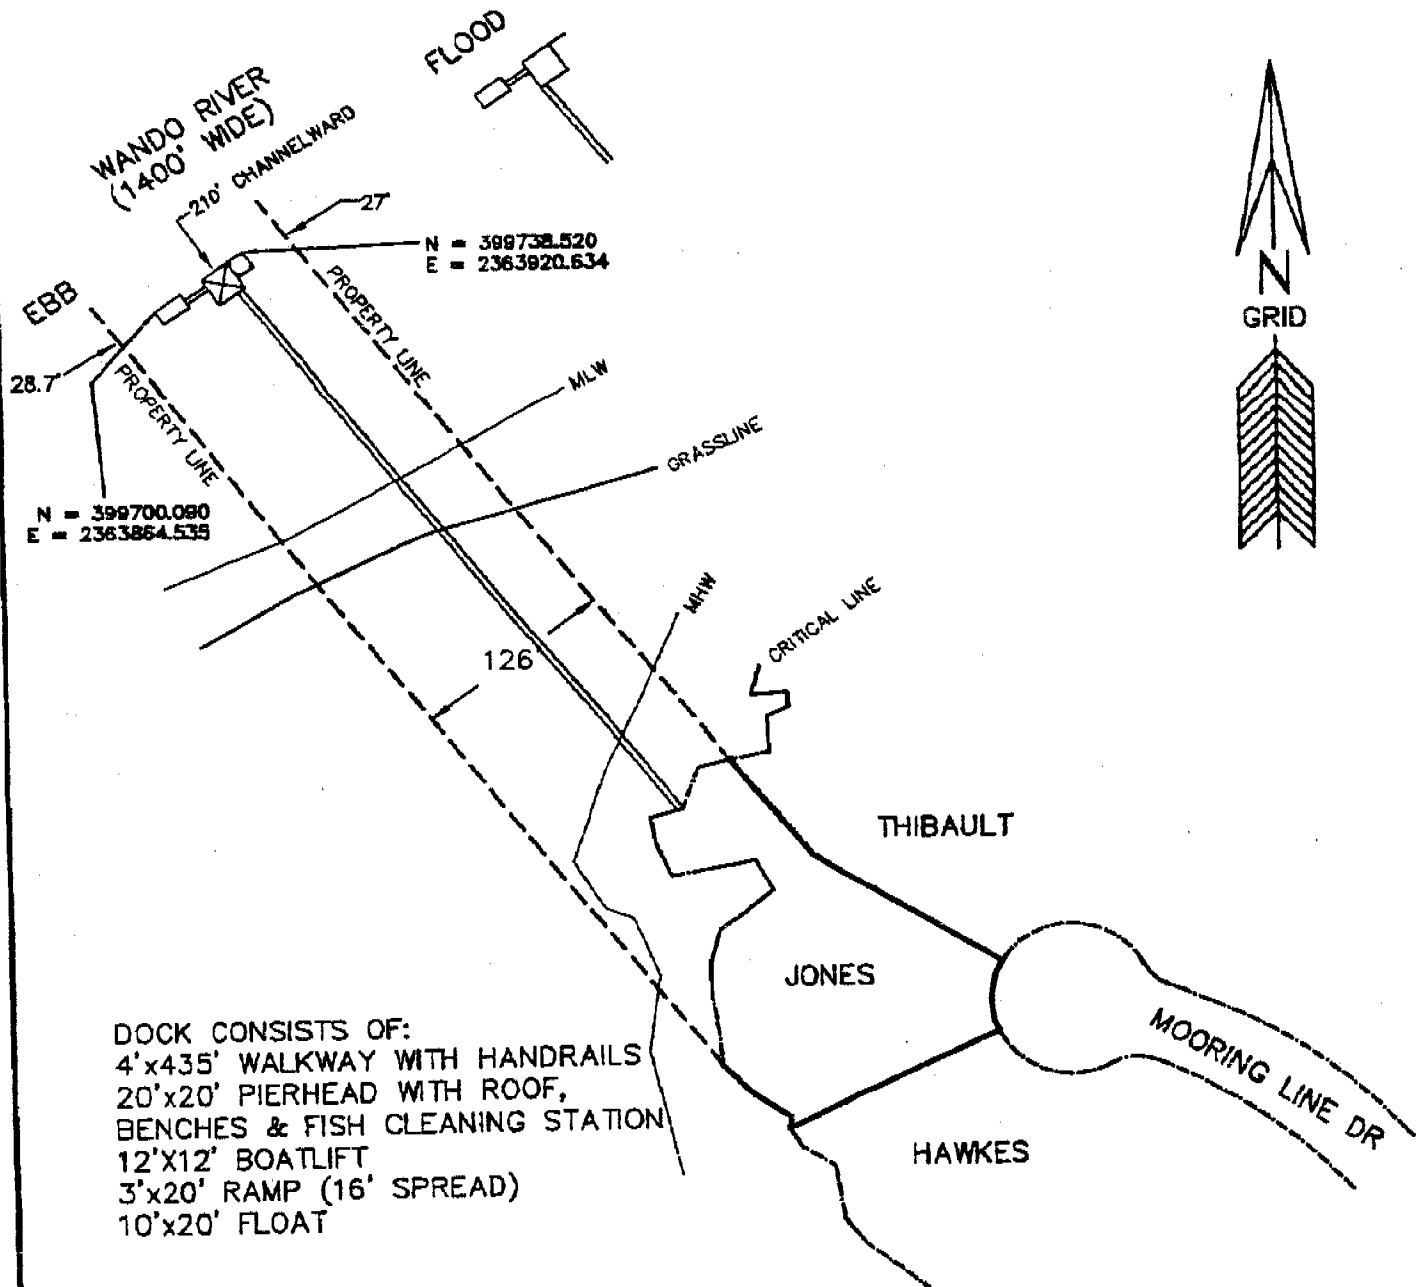 FLOOD
WANDO RIVER
(1400' WIDE)
210' CHANNELWARD
27'
N = 399738.520
E = 2363920.634
EBB
28.7'
PROPERTY LINE
PROPERTY LINE
N = 399700.090
E = 2363864.535
MLW
GRASSLINE
N
GRID
MHW
CRITICAL LINE
126'
THIBAULT
JONES
MOORING LINE DR
HAWKES
DOCK CONSISTS OF:
4'x435' WALKWAY WITH HANDRAILS
20'x20' PIERHEAD WITH ROOF,
BENCHES & FISH CLEANING STATION
12'X12' BOATLIFT
3'x20' RAMP (16' SPREAD)
10'x20' FLOAT